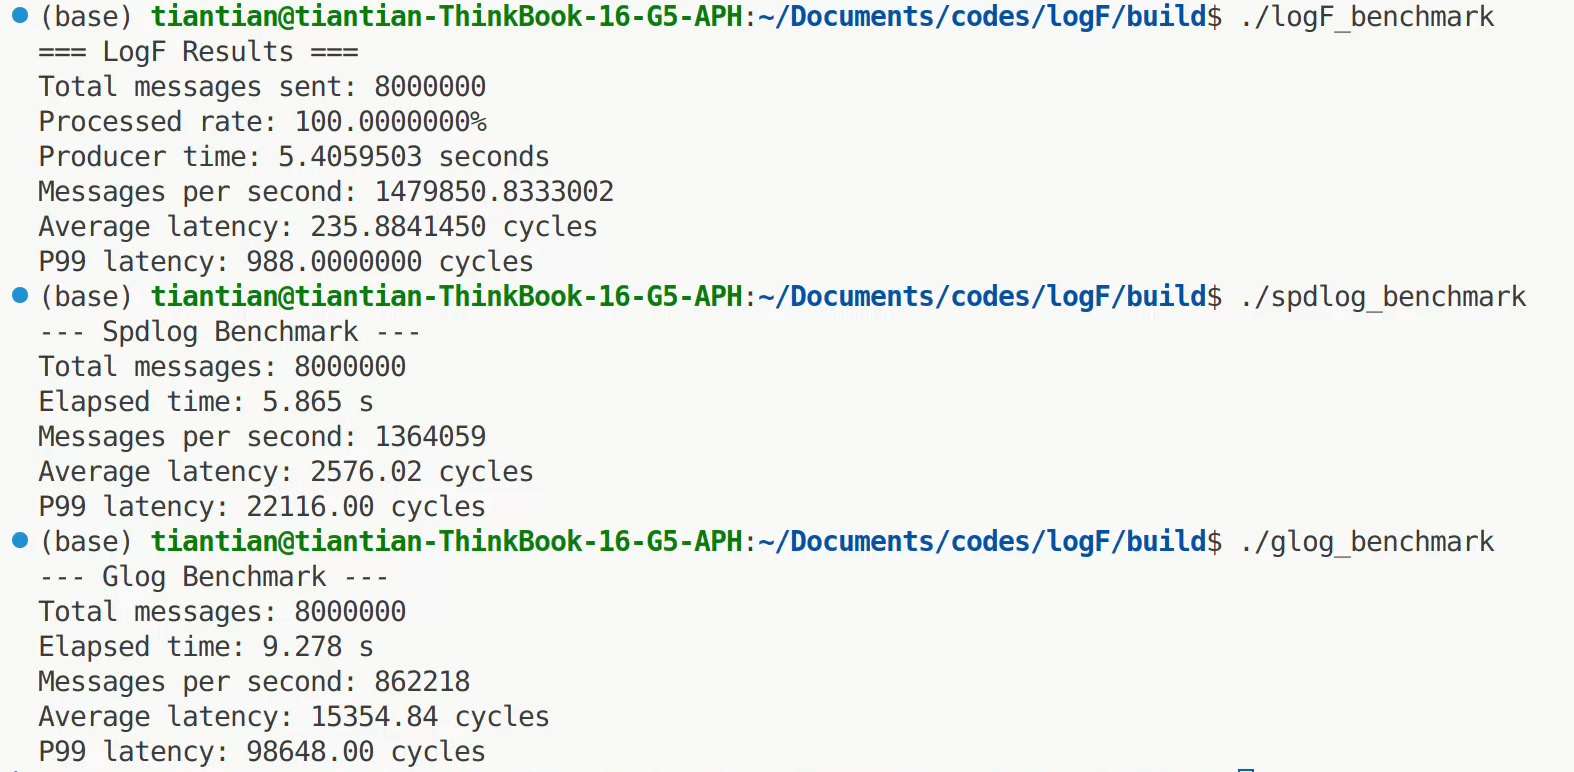 (base) tiantian@tiantian-ThinkBook-16-G5-APH:~/Documents/codes/logF/build$ ./logF_benchmark
=== LogF Results ===
Total messages sent: 8000000
Processed rate: 100.0000000%
Producer time: 5.4059503 seconds
Messages per second: 1479850.8333002
Average latency: 235.8841450 cycles
P99 latency: 988.0000000 cycles
(base) tiantian@tiantian-ThinkBook-16-G5-APH:~/Documents/codes/logF/build$ ./spdlog_benchmark
--- Spdlog Benchmark ---
Total messages: 8000000
Elapsed time: 5.865 s
Messages per second: 1364059
Average latency: 2576.02 cycles
P99 latency: 22116.00 cycles
(base) tiantian@tiantian-ThinkBook-16-G5-APH:~/Documents/codes/logF/build$ ./glog_benchmark
--- Glog Benchmark ---
Total messages: 8000000
Elapsed time: 9.278 s
Messages per second: 862218
Average latency: 15354.84 cycles
P99 latency: 98648.00 cycles